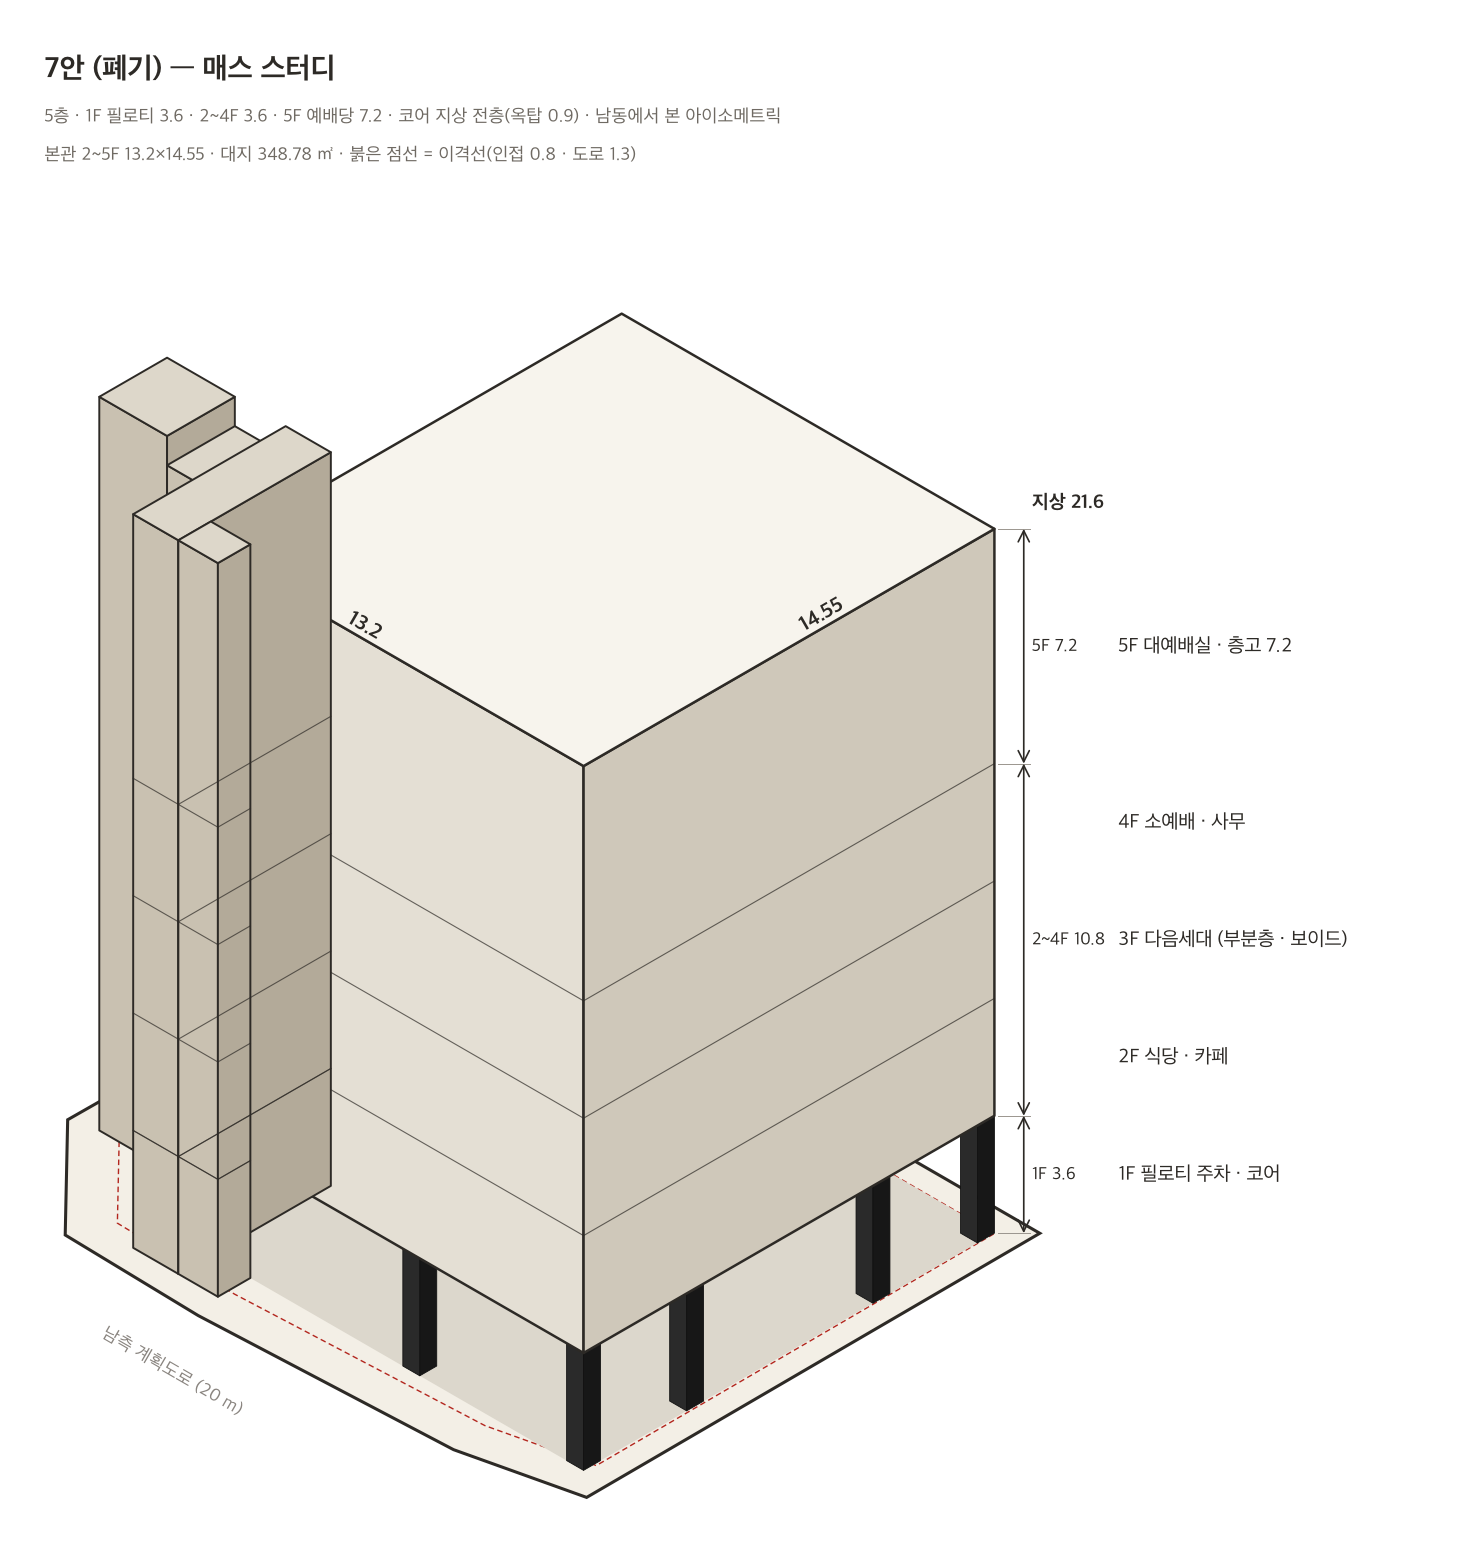 7안 (폐기) — 매스 스터디
5층 · 1F 필로티 3.6 · 2~4F 3.6 · 5F 예배당 7.2 · 코어 지상 전층(옥탑 0.9) · 남동에서 본 아이소메트릭
본관 2~5F 13.2×14.55 · 대지 348.78 ㎡ · 붉은 점선 = 이격선(인접 0.8 · 도로 1.3)
지상 21.6
13.2
14.55
5F 7.2
5F 대예배실 · 층고 7.2
4F 소예배 · 사무
2~4F 10.8
3F 다음세대 (부분층 · 보이드)
2F 식당 · 카페
1F 3.6
1F 필로티 주차 · 코어
남측 계획도로 (20 m)